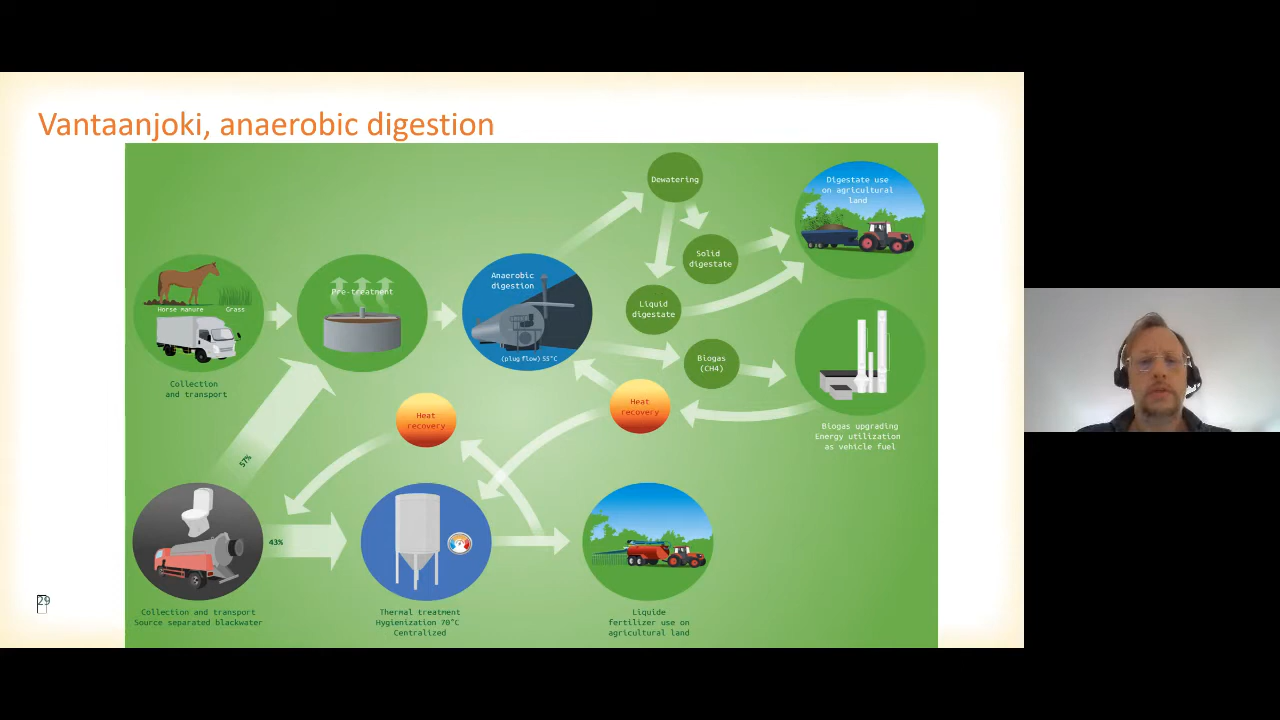 Vantaanjoki, anaerobic digestion
Dewatering
Digestate use
on agricultural
land
Solid
digestate
Horse manure Grass
Pre-treatment
Anaerobic
digestion
(plug flow) 55°C
Liquid
digestate
Biogas
(CH4)
Collection
and transport
Heat
recovery
Heat
recovery
Biogas upgrading
Energy utilization
as vehicle fuel
57%
43%
Collection and transport
Source separated blackwater
Thermal treatment
Hygienization 70°C
Centralized
Liquide
fertilizer use on
agricultural land
29